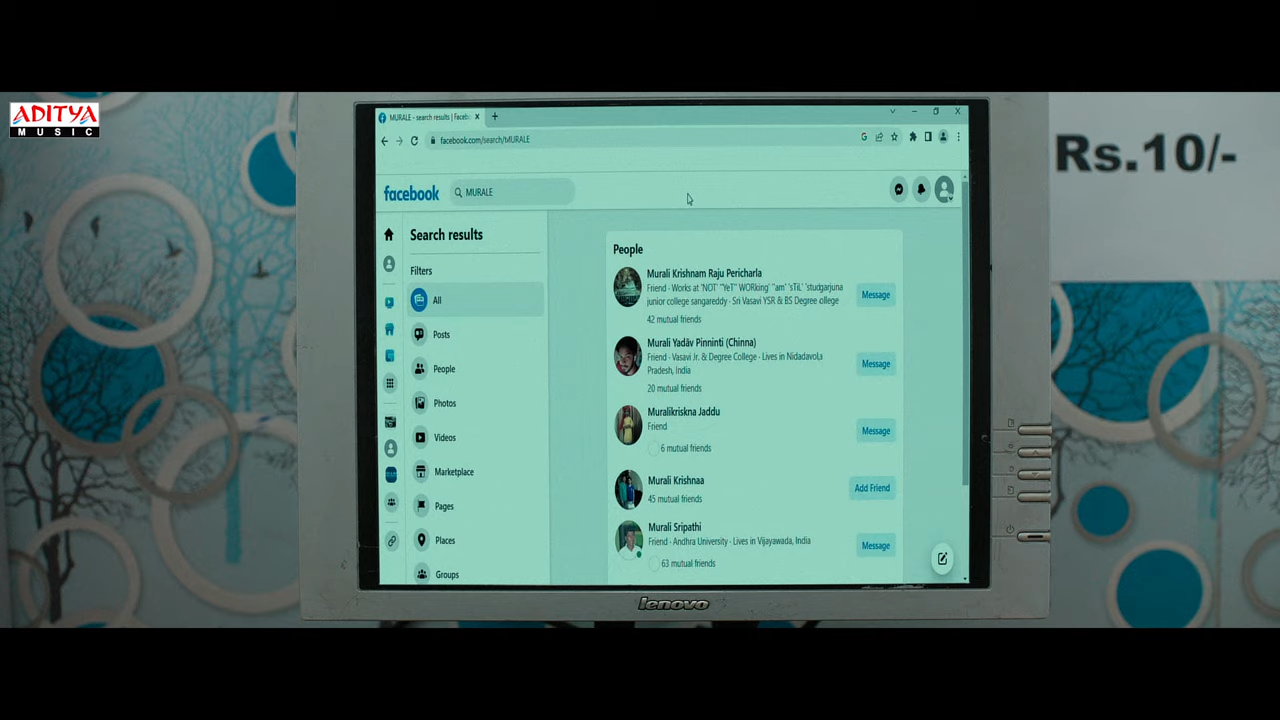 ADITYA
MUSIC
Rs.10/-
MURALE - search results | Faceb
facebook.com/search/MURALE
facebook
MURALE
Search results
Filters
All
Posts
People
Photos
Videos
Marketplace
Pages
Places
Groups
People
Murali Krishnam Raju Pericharla
Friend · Works at 'NOT' "YeT" WORking' "am' 'sTiL' 'studgarjuna
junior college sangareddy · Sri Vasavi YSR & BS Degree ollege
42 mutual friends
Message
Murali Yadāv Pinninti (Chinna)
Friend · Vasavi Jr. & Degree College · Lives in Nidadavola
Pradesh, India
20 mutual friends
Message
Muralikriskna Jaddu
Friend
6 mutual friends
Message
Murali Krishnaa
45 mutual friends
Add Friend
Murali Sripathi
Friend · Andhra University · Lives in Vijayawada, India
63 mutual friends
Message
lenovo